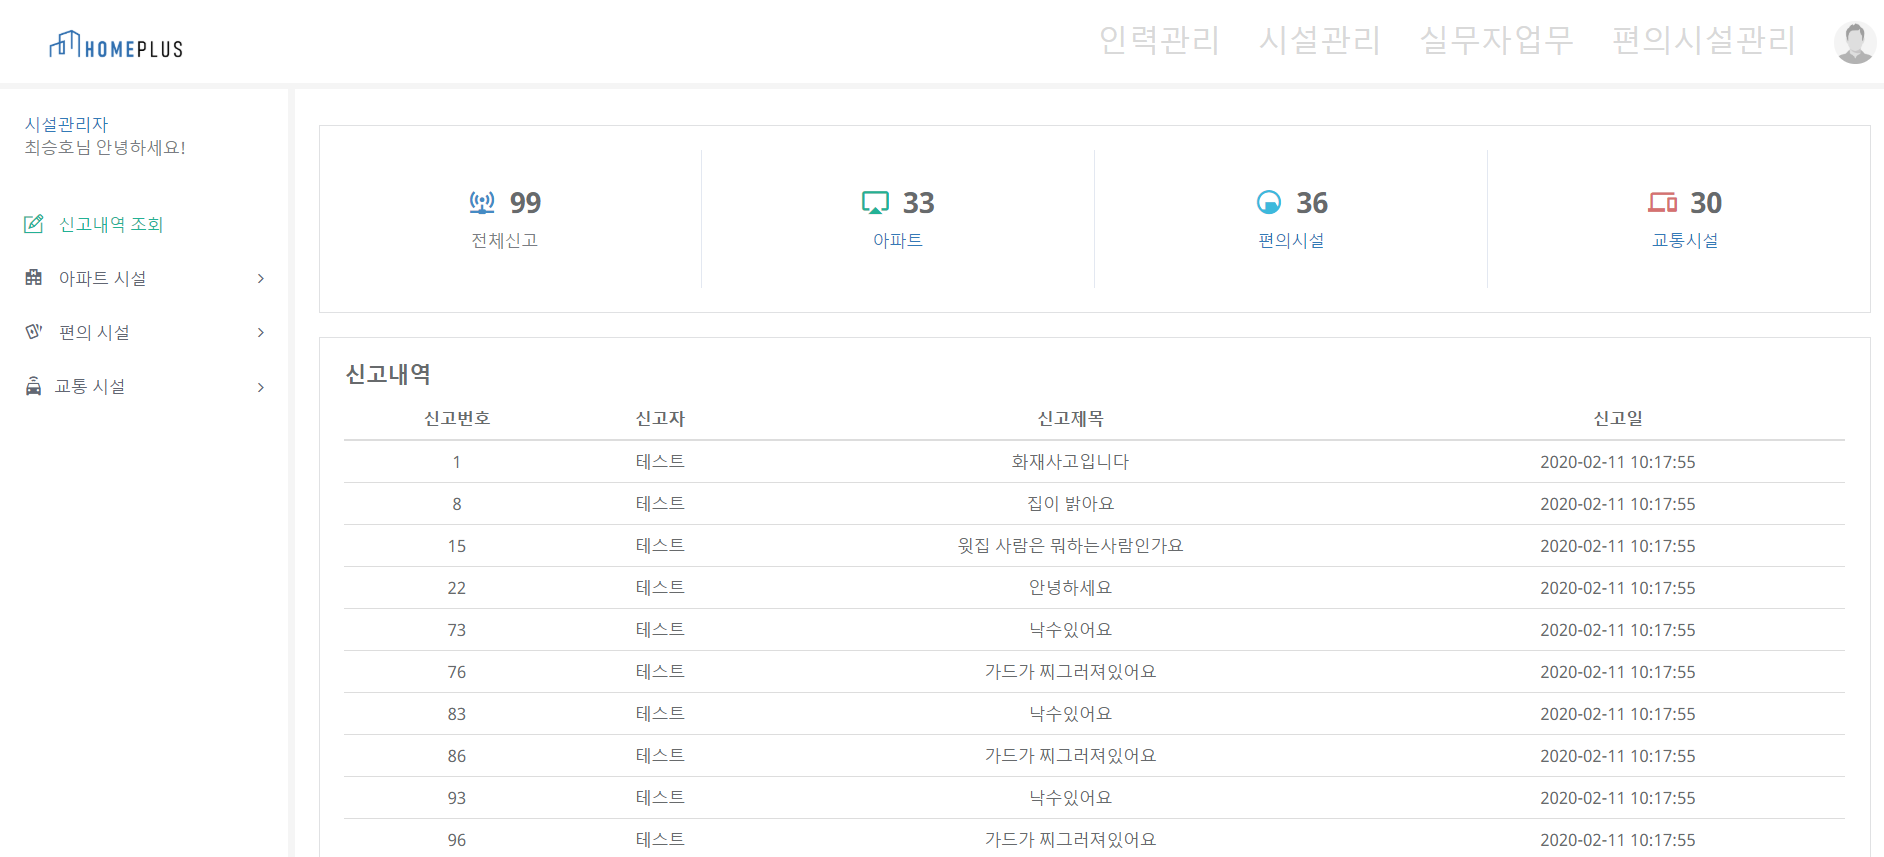 HOMEPLUS
인력관리 시설관리 실무자업무 편의시설관리
시설관리자
최승호님 안녕하세요!
신고내역 조회
아파트 시설
편의 시설
교통 시설
99
전체신고
33
아파트
36
편의시설
30
교통시설
신고내역
신고번호 신고자 신고제목 신고일
1 테스트 화재사고입니다 2020-02-11 10:17:55
8 테스트 집이 밝아요 2020-02-11 10:17:55
15 테스트 윗집 사람은 뭐하는사람인가요 2020-02-11 10:17:55
22 테스트 안녕하세요 2020-02-11 10:17:55
73 테스트 낙수있어요 2020-02-11 10:17:55
76 테스트 가드가 찌그러져있어요 2020-02-11 10:17:55
83 테스트 낙수있어요 2020-02-11 10:17:55
86 테스트 가드가 찌그러져있어요 2020-02-11 10:17:55
93 테스트 낙수있어요 2020-02-11 10:17:55
96 테스트 가드가 찌그러져있어요 2020-02-11 10:17:55